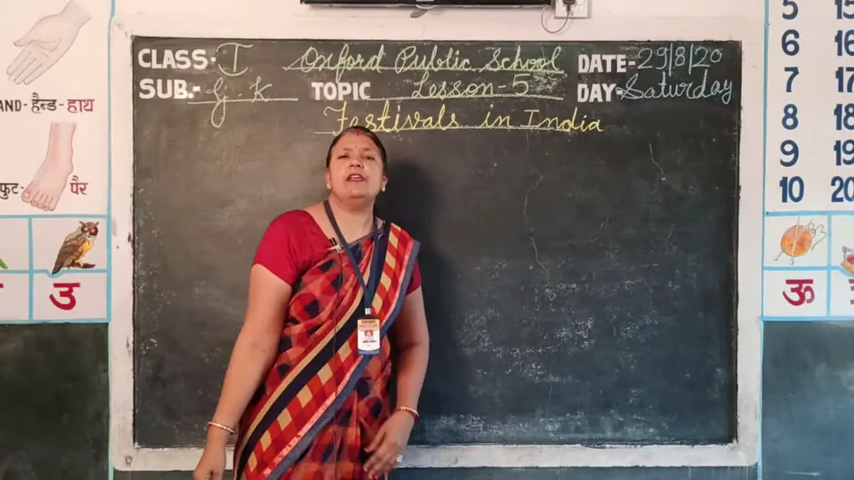 CLASS:- I Oxford Public School DATE:- 29/8/20
SUB.:- G.K TOPIC Lesson-5 DAY:- Saturday
Festivals in India
हैन्ड-हाथ
पैर
उ
अः
5
6
7
8
9
10
15
16
17
18
19
20